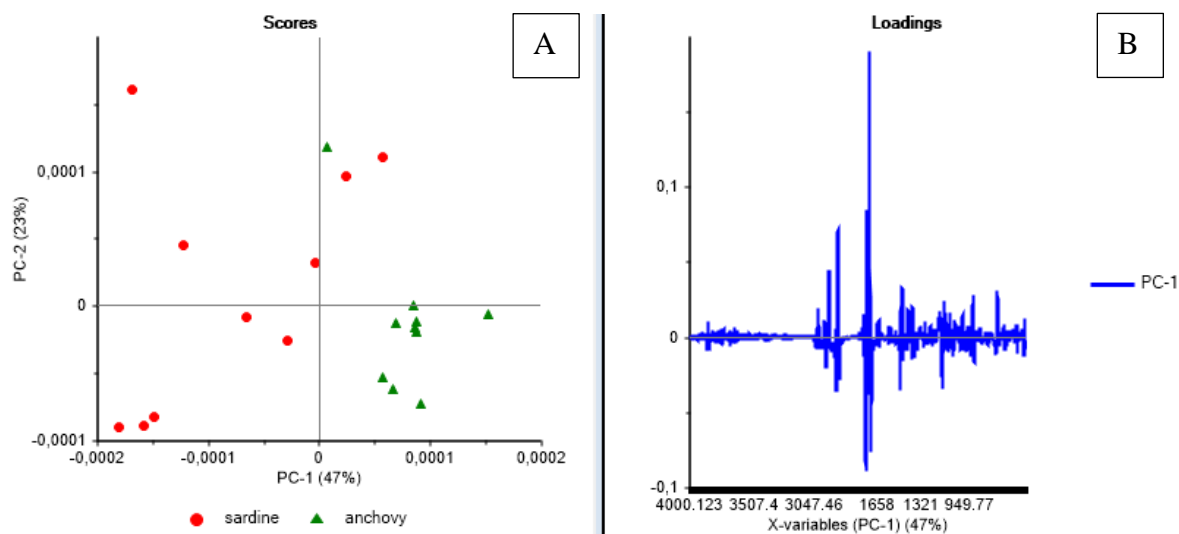 Scores
A
PC-2 (23%)
0,0001
0
-0,0001
-0,0002
-0,0001
0
0,0001
0,0002
PC-1 (47%)
sardine
anchovy
Loadings
B
0,1
0
-0,1
PC-1
4000.123 3507.4 3047.46 1658 1321 949.77
X-variables (PC-1) (47%)